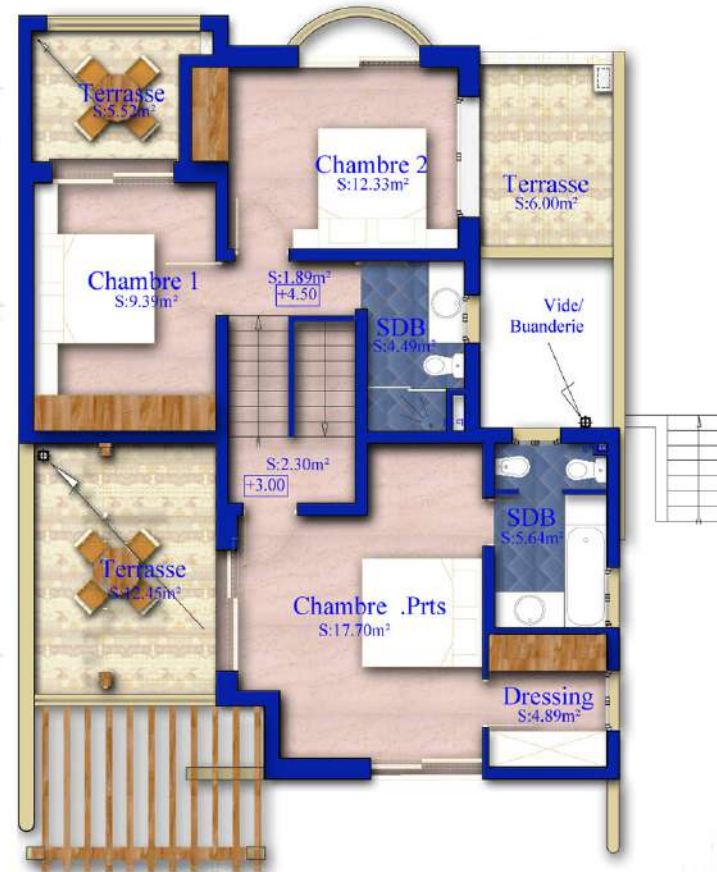 Terrasse
S:5.52m²
Chambre 2
S:12.33m²
Terrasse
S:6.00m²
Chambre 1
S:9.39m²
S:1.89m²
+4.50
SDB
S:4.49m²
Vide/
Buanderie
S:2.30m²
+3.00
SDB
S:5.64m²
Terrasse
S:12.45m²
Chambre .Prts
S:17.70m²
Dressing
S:4.89m²